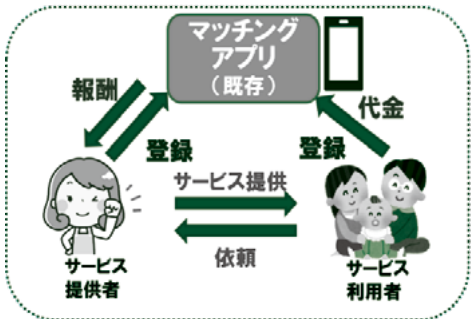 マッチング
アプリ
（既存）
報酬
代金
登録
登録
サービス提供
依頼
サービス
提供者
サービス
利用者